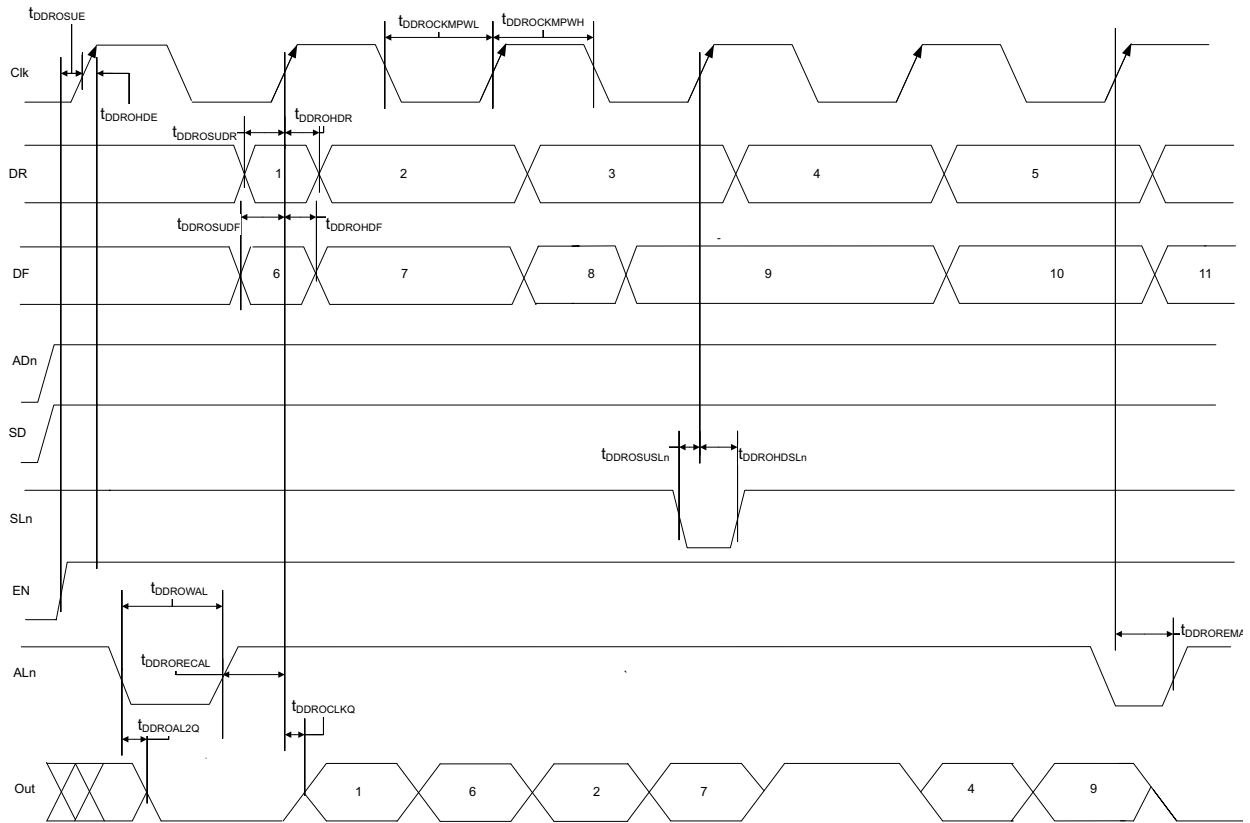 tDDROSUE
tDDROCKMPWL
tDDROCKMPWH
Clk
tDDROHDE
tDDROSUDR
tDDROHDR
DR
1
2
3
4
5
tDDROSUDF
tDDROHDF
DF
6
7
8
9
10
11
ADn
SD
tDDROSUSLn
tDDROHDSLn
SLn
EN
tDDROWAL
tDDROREMA
tDDRORECAL
ALn
tDDROCLKQ
tDDROAL2Q
Out
1
6
2
7
4
9